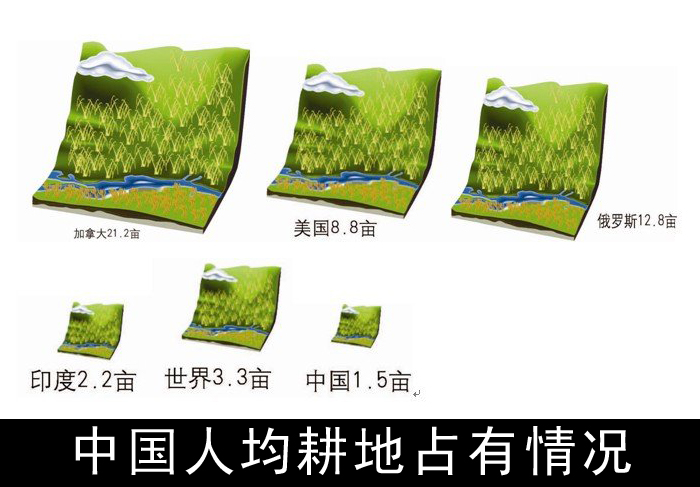 加拿大21.2亩
美国8.8亩
俄罗斯12.8亩
印度2.2亩
世界3.3亩
中国1.5亩
中国人均耕地占有情况